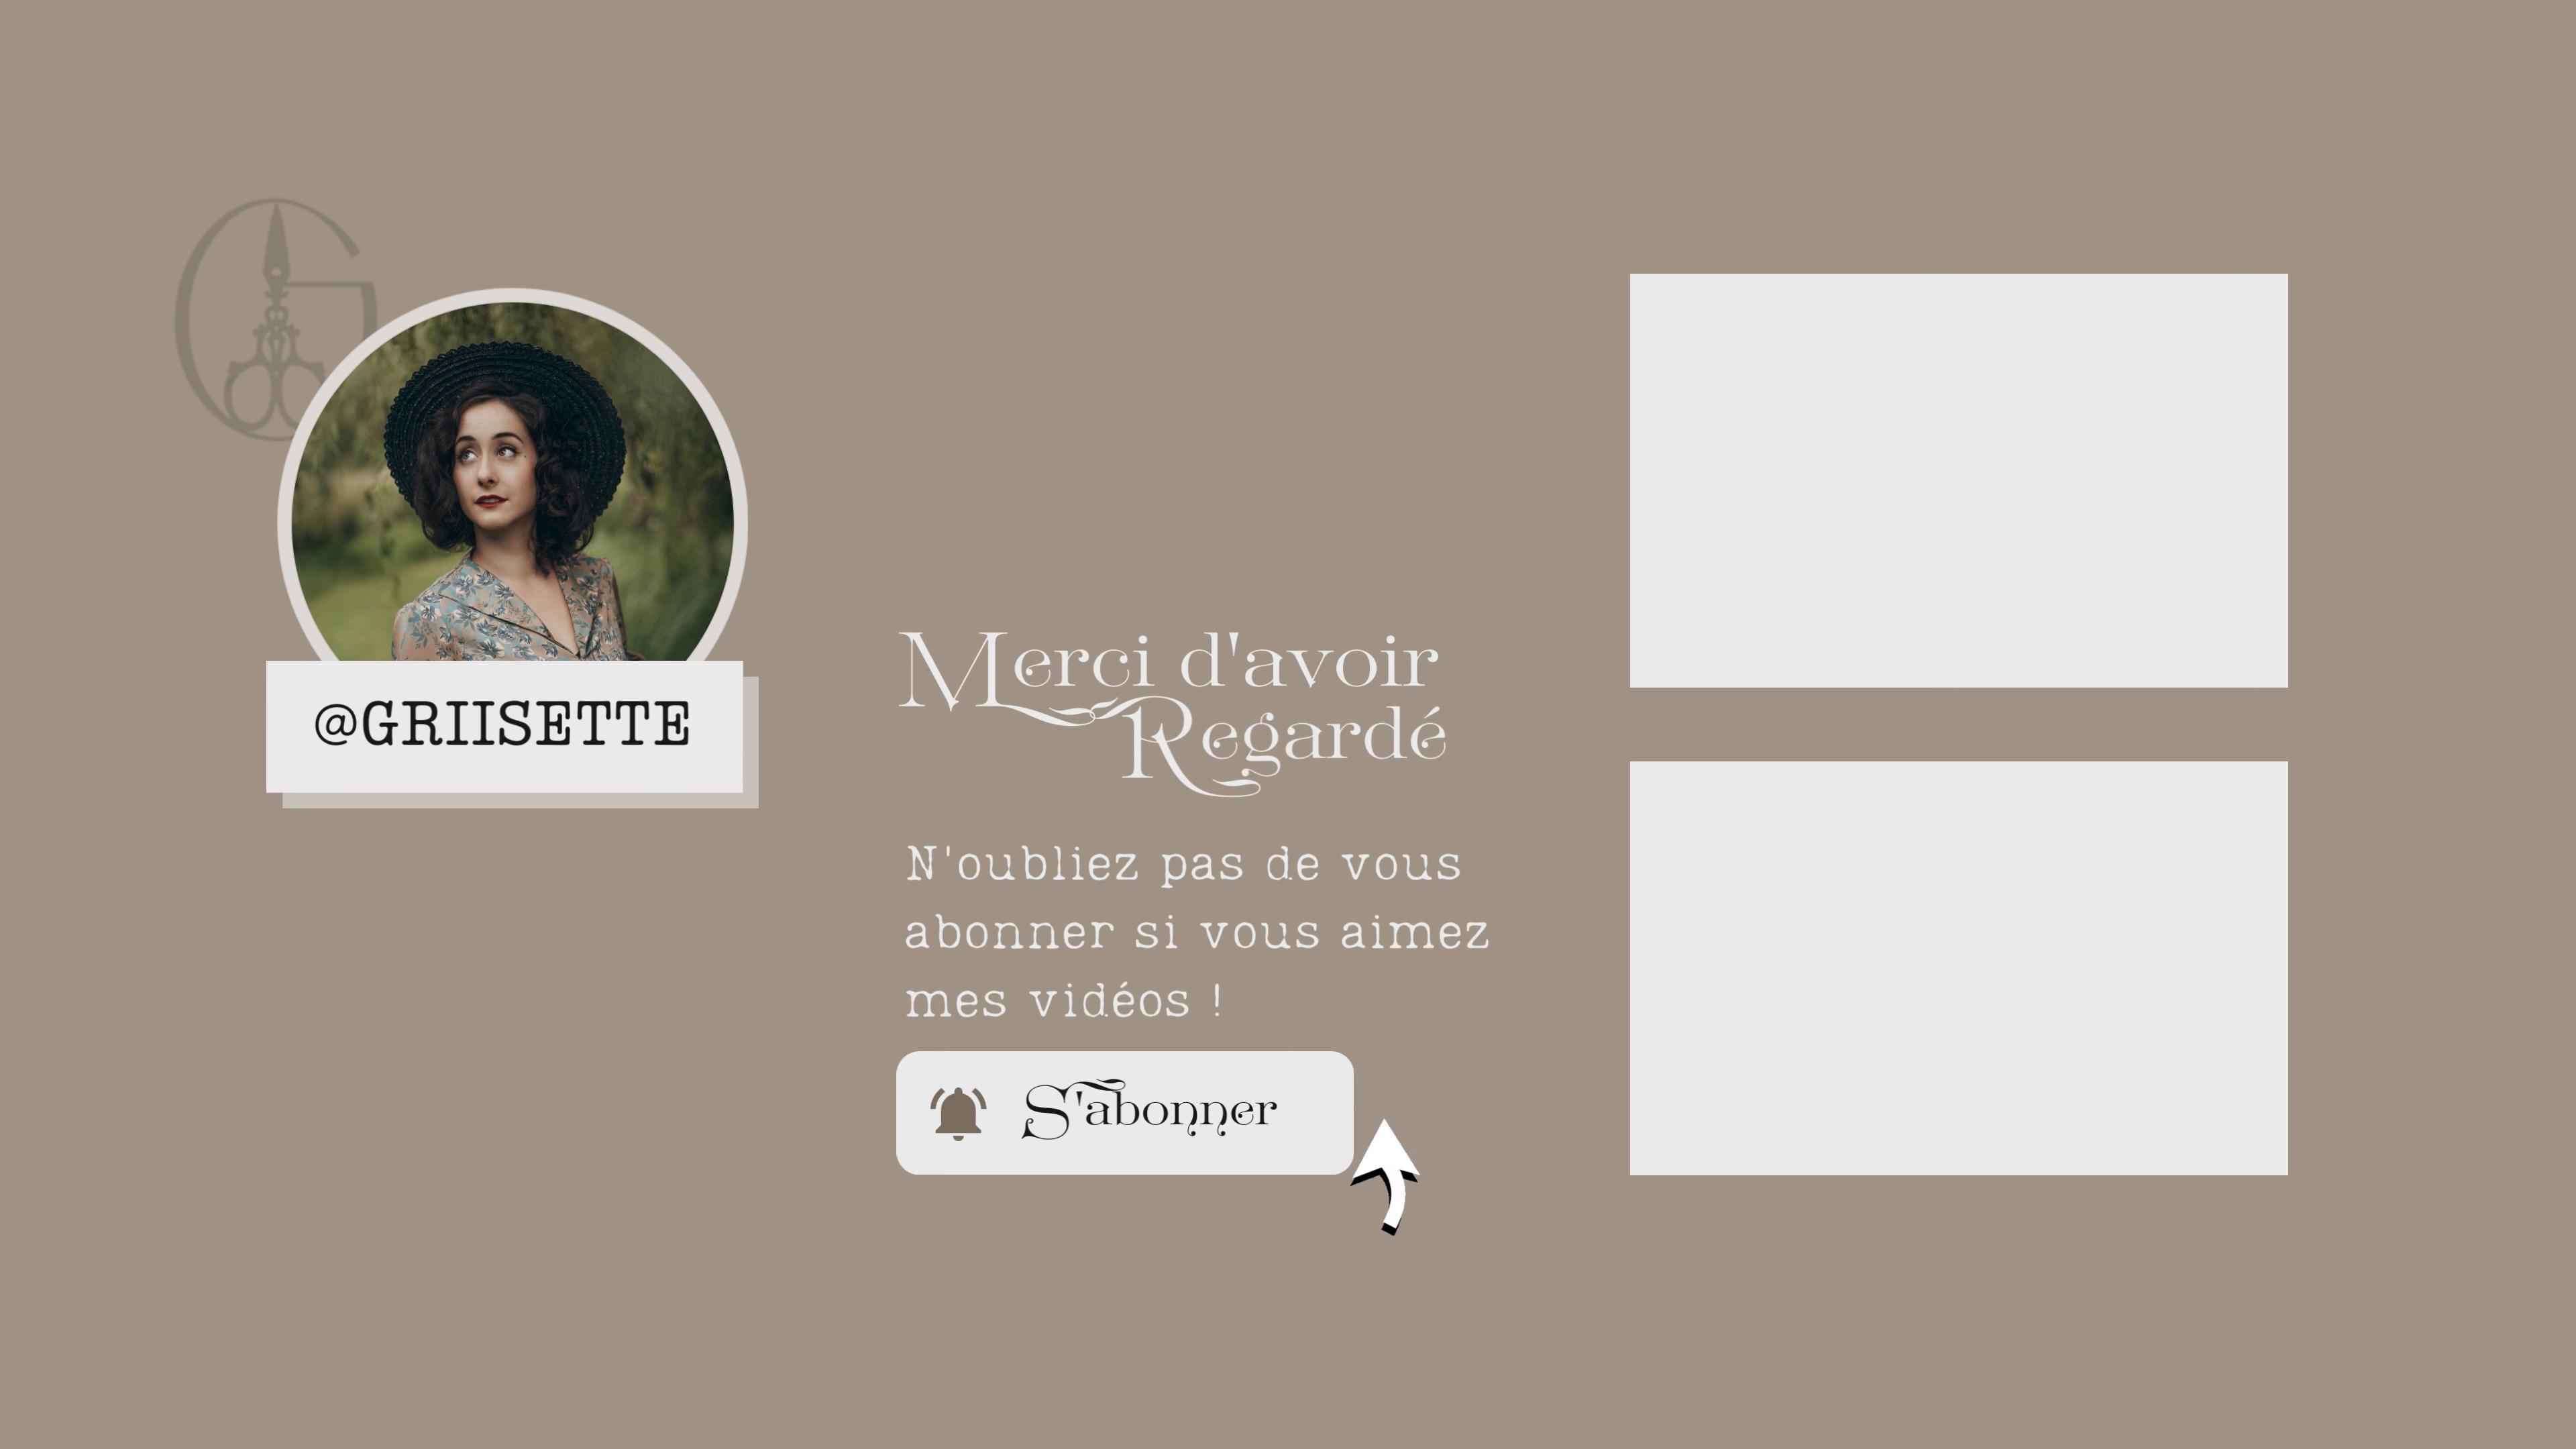 G
@GRIISETTE
Merci d'avoir
Regardé
N'oubliez pas de vous
abonner si vous aimez
mes vidéos !
S'abonner